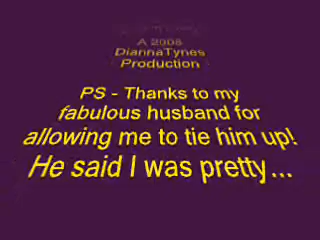 A 2008
DiannaTynes
Production
PS - Thanks to my
fabulous husband for
allowing me to tie him up!
He said I was pretty...